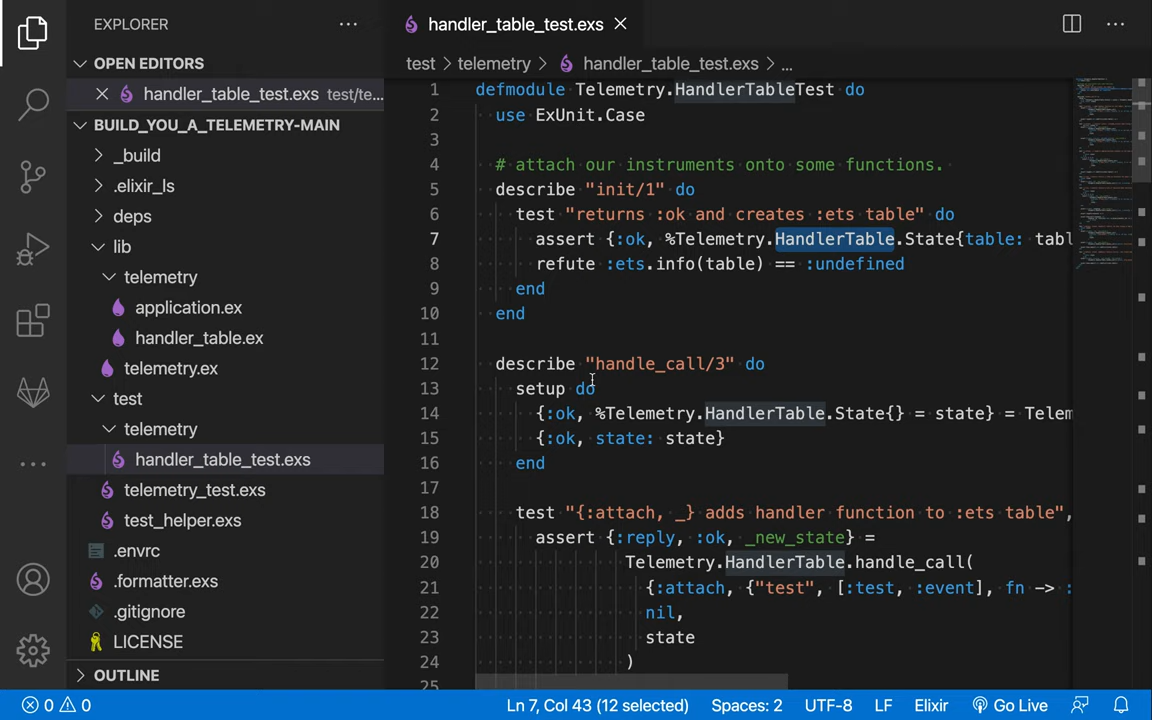 EXPLORER ...
OPEN EDITORS
handler_table_test.exs test/te...
BUILD_YOU_A_TELEMETRY-MAIN
_build
.elixir_ls
deps
lib
telemetry
application.ex
handler_table.ex
telemetry.ex
test
telemetry
handler_table_test.exs
telemetry_test.exs
test_helper.exs
.envrc
.formatter.exs
.gitignore
LICENSE
OUTLINE
handler_table_test.exs
test > telemetry > handler_table_test.exs > ...
1 defmodule Telemetry.HandlerTableTest do
2 use ExUnit.Case
3
4 # attach our instruments onto some functions.
5 describe "init/1" do
6 test "returns :ok and creates :ets table" do
7 assert {:ok, %Telemetry.HandlerTable.State{table: tabl
8 refute :ets.info(table) == :undefined
9 end
10 end
11
12 describe "handle_call/3" do
13 setup do
14 {:ok, %Telemetry.HandlerTable.State{} = state} = Telem
15 {:ok, state: state}
16 end
17
18 test "{:attach, _} adds handler function to :ets table",
19 assert {:reply, :ok, _new_state} =
20 Telemetry.HandlerTable.handle_call(
21 {:attach, {"test", [:test, :event], fn -> :
22 nil,
23 state
24 )
25
0 0 Ln 7, Col 43 (12 selected) Spaces: 2 UTF-8 LF Elixir Go Live